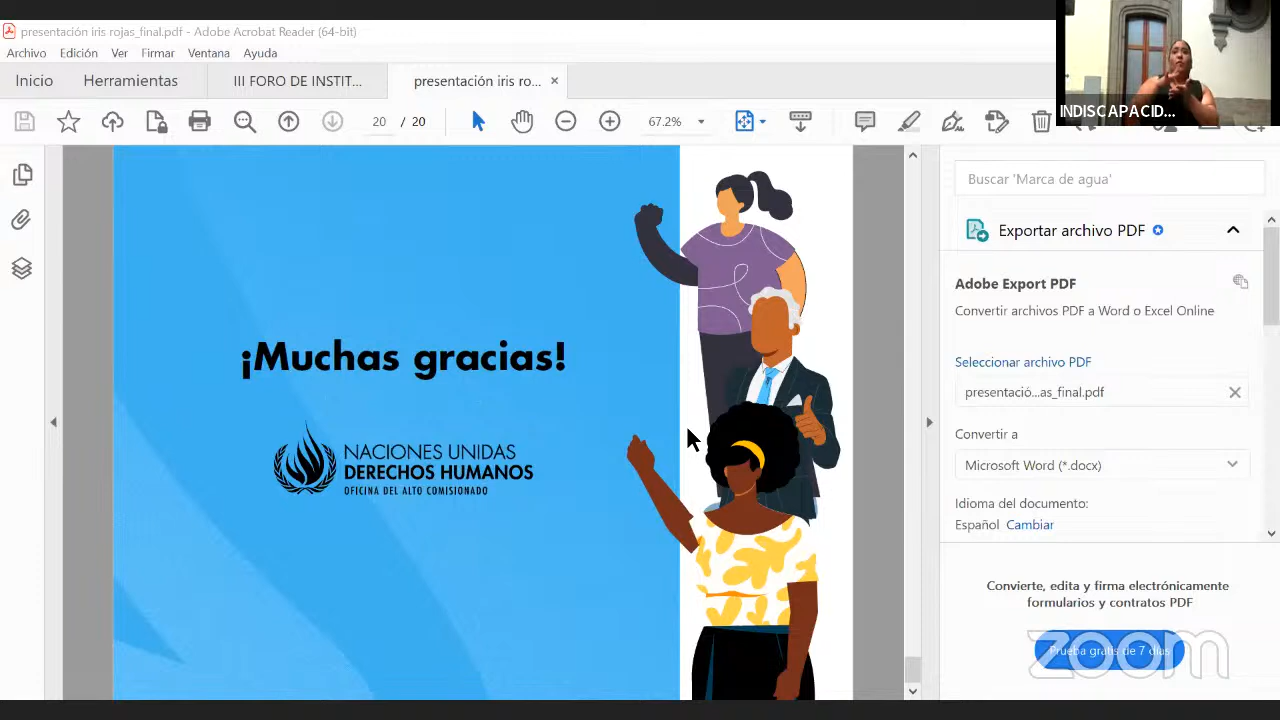 presentación iris rojas_final.pdf - Adobe Acrobat Reader (64-bit)
Archivo Edición Ver Firmar Ventana Ayuda
Inicio Herramientas III FORO DE INSTIT... presentación iris ro... ×
INDISCAPACID...
20 / 20 67.2%
Buscar 'Marca de agua'
Exportar archivo PDF
Adobe Export PDF
Convertir archivos PDF a Word o Excel Online
Seleccionar archivo PDF
presentació...as_final.pdf
Convertir a
Microsoft Word (*.docx)
Idioma del documento:
Español Cambiar
Convierte, edita y firma electrónicamente
formularios y contratos PDF
Prueba gratis de 7 días
zoom
¡Muchas gracias!
NACIONES UNIDAS
DERECHOS HUMANOS
OFICINA DEL ALTO COMISIONADO